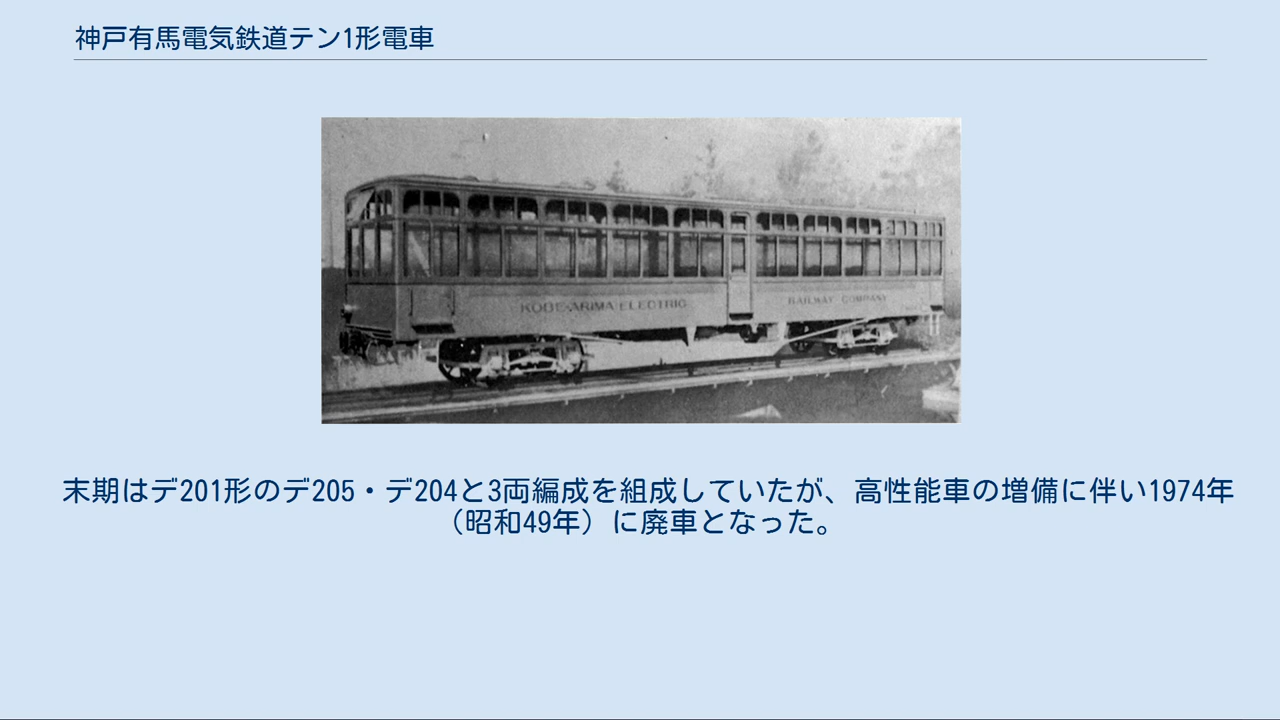 神戸有馬電気鉄道テン1形電車
KOBE-ARIMA ELECTRIC RAILWAY COMPANY
末期はデ201形のデ205・デ204と3両編成を組成していたが、高性能車の増備に伴い1974年
（昭和49年）に廃車となった。